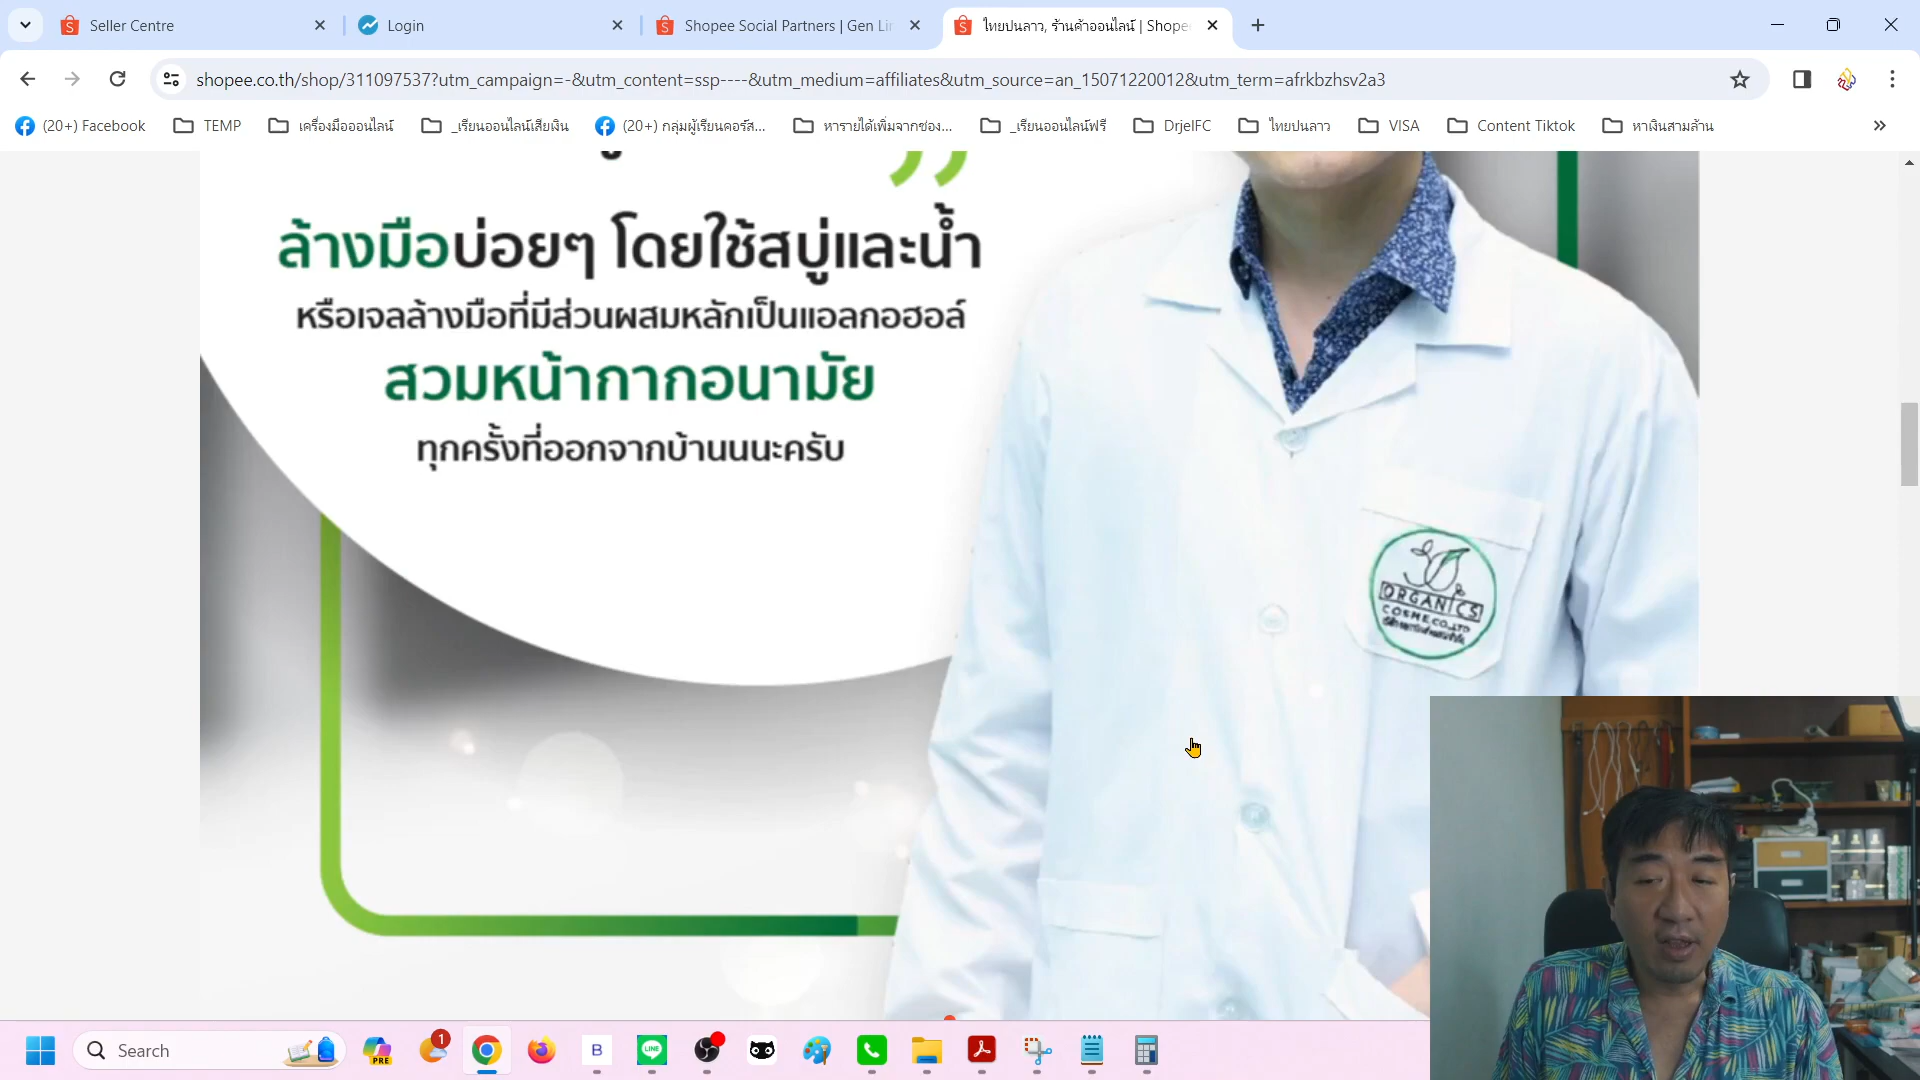 Seller Centre
Login
Shopee Social Partners | Gen Lin
ไทยปนลาว, ร้านค้าออนไลน์ | Shope
shopee.co.th/shop/311097537?utm_campaign=-&utm_content=ssp----&utm_medium=affiliates&utm_source=an_15071220012&utm_term=afrkbzhsv2a3
(20+) Facebook
TEMP
เครื่องมือออนไลน์
_เรียนออนไลน์เสียเงิน
(20+) กลุ่มผู้เรียนคอร์ส...
หารายได้เพิ่มจากช่อง...
_เรียนออนไลน์ฟรี
DrjelFC
ไทยปนลาว
VISA
Content Tiktok
หาเงินสามล้าน
ล้างมือบ่อยๆ โดยใช้สบู่และน้ำ
หรือเจลล้างมือที่มีส่วนผสมหลักเป็นแอลกอฮอล์
สวมหน้ากากอนามัย
ทุกครั้งที่ออกจากบ้านนนะครับ
ORGANICS
COSME CO.,LTD
Search
PRE
1
B
LINE